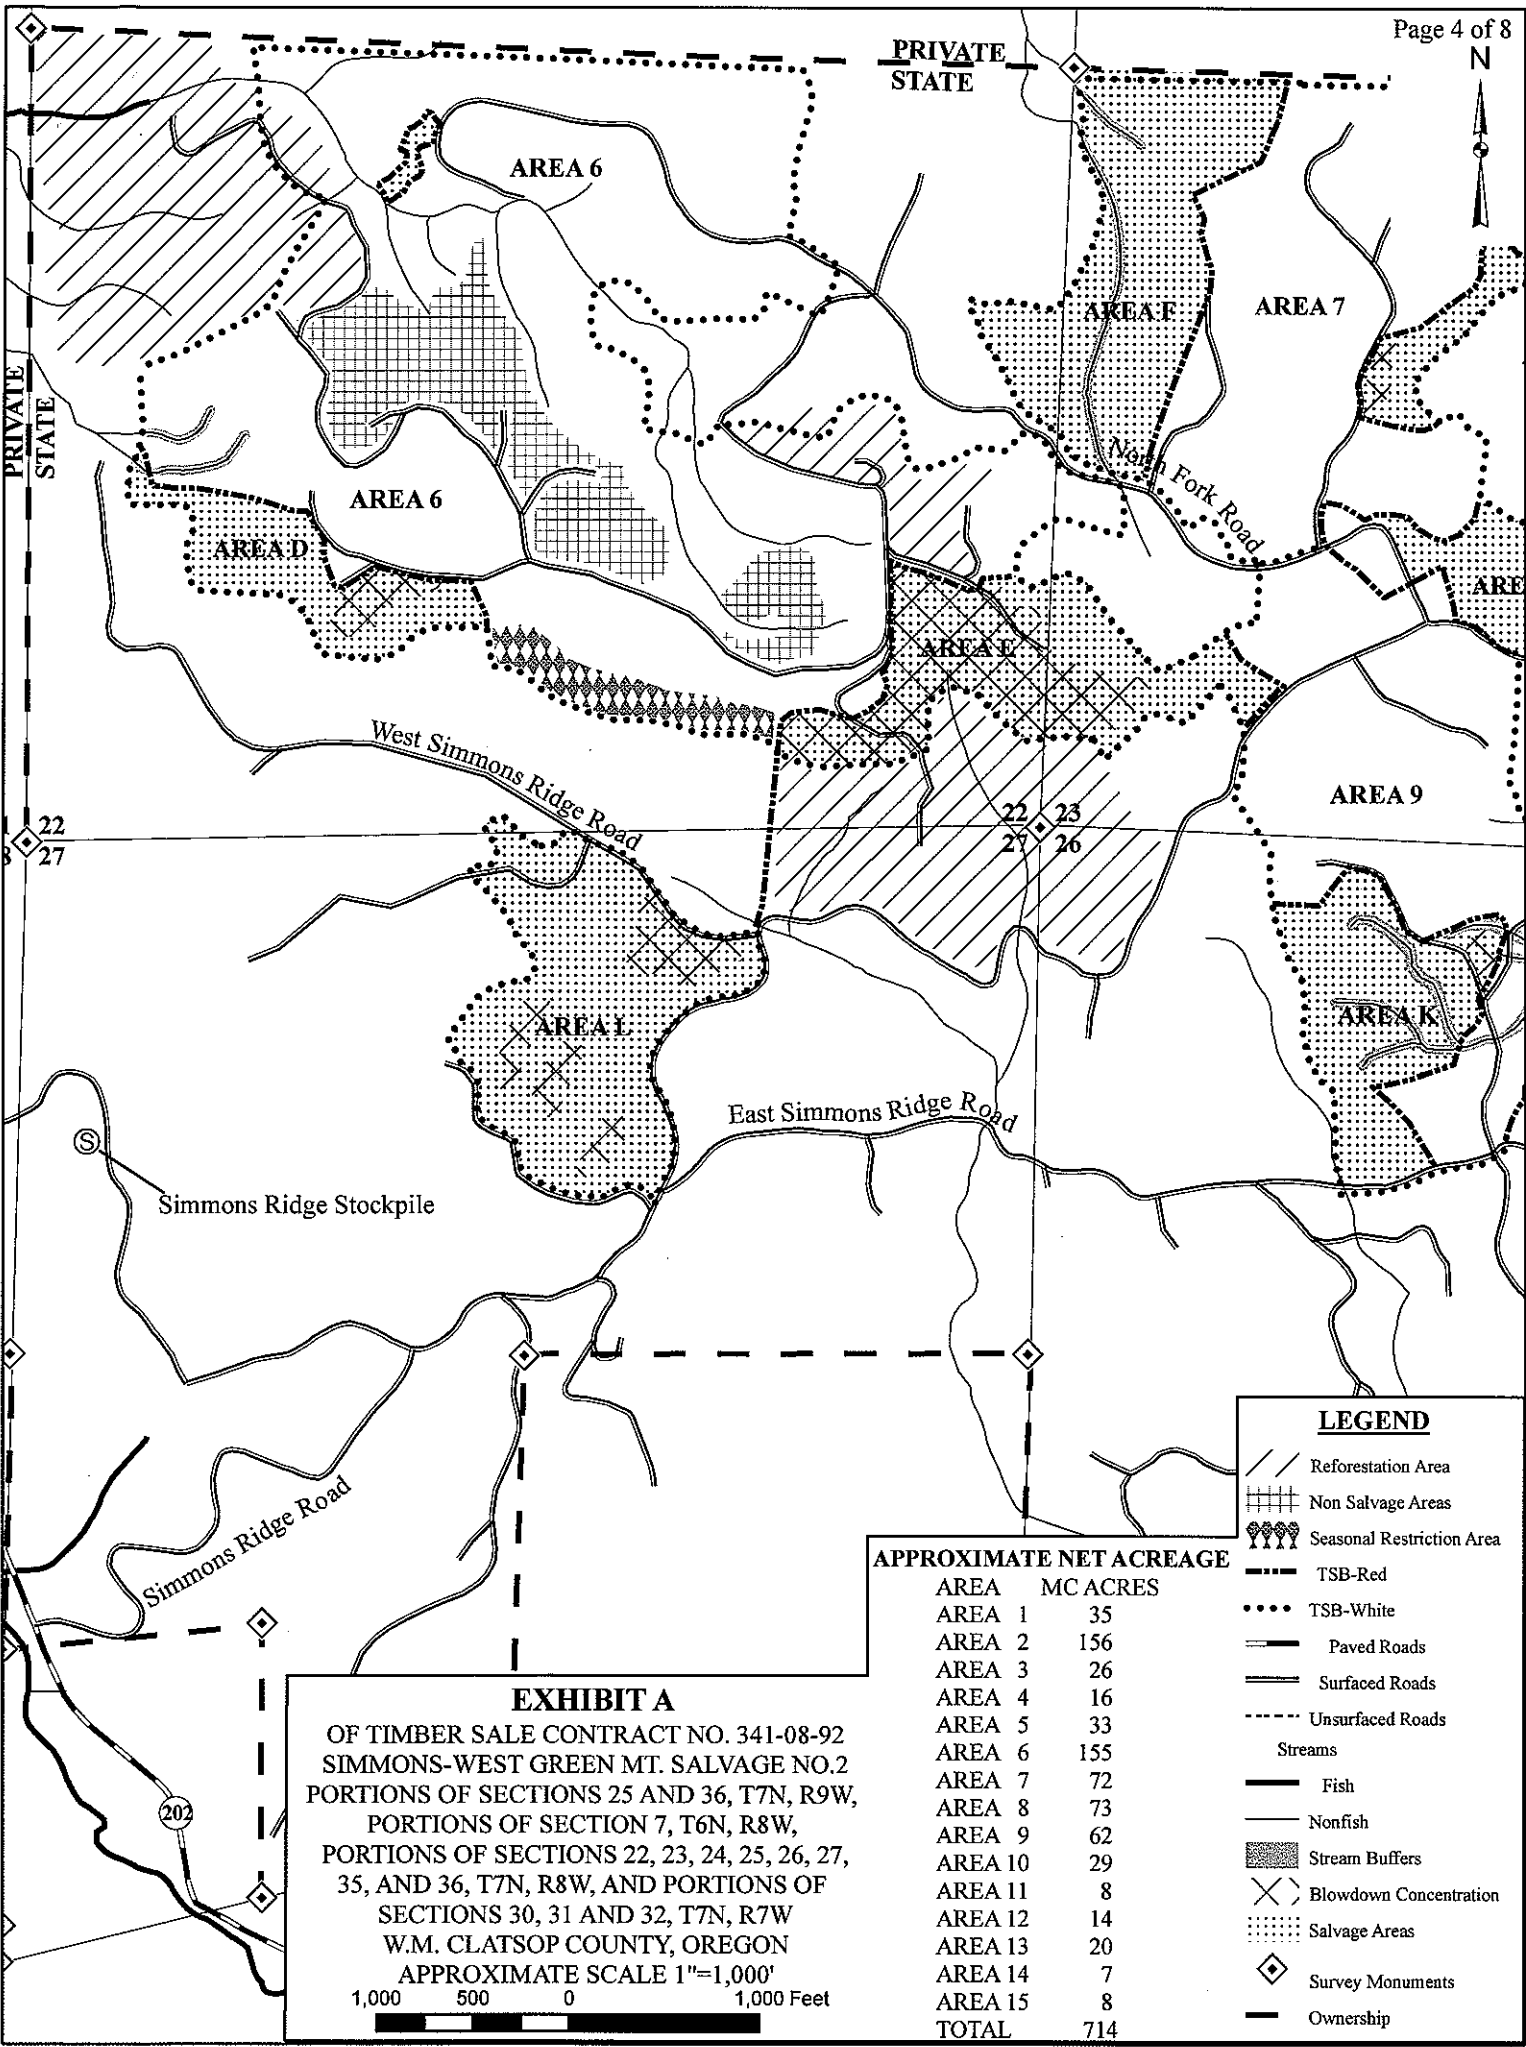 Page 4 of 8
N
PRIVATE
STATE
AREA 6
AREA F
AREA 7
PRIVATE
STATE
North Fork Road
AREA 6
AREA D
ARE
AREA E
West Simmons Ridge Road
AREA 9
22
27
8
22 23
27 26
AREA L
AREA K
East Simmons Ridge Road
S
Simmons Ridge Stockpile
Simmons Ridge Road
202
LEGEND
Reforestation Area
Non Salvage Areas
Seasonal Restriction Area
TSB-Red
TSB-White
Paved Roads
Surfaced Roads
Unsurfaced Roads
Streams
Fish
Nonfish
Stream Buffers
Blowdown Concentration
Salvage Areas
Survey Monuments
Ownership
APPROXIMATE NET ACREAGE
AREA MC ACRES
AREA 1 35
AREA 2 156
AREA 3 26
AREA 4 16
AREA 5 33
AREA 6 155
AREA 7 72
AREA 8 73
AREA 9 62
AREA 10 29
AREA 11 8
AREA 12 14
AREA 13 20
AREA 14 7
AREA 15 8
TOTAL 714
EXHIBIT A
OF TIMBER SALE CONTRACT NO. 341-08-92
SIMMONS-WEST GREEN MT. SALVAGE NO.2
PORTIONS OF SECTIONS 25 AND 36, T7N, R9W,
PORTIONS OF SECTION 7, T6N, R8W,
PORTIONS OF SECTIONS 22, 23, 24, 25, 26, 27,
35, AND 36, T7N, R8W, AND PORTIONS OF
SECTIONS 30, 31 AND 32, T7N, R7W
W.M. CLATSOP COUNTY, OREGON
APPROXIMATE SCALE 1"=1,000'
1,000 500 0 1,000 Feet